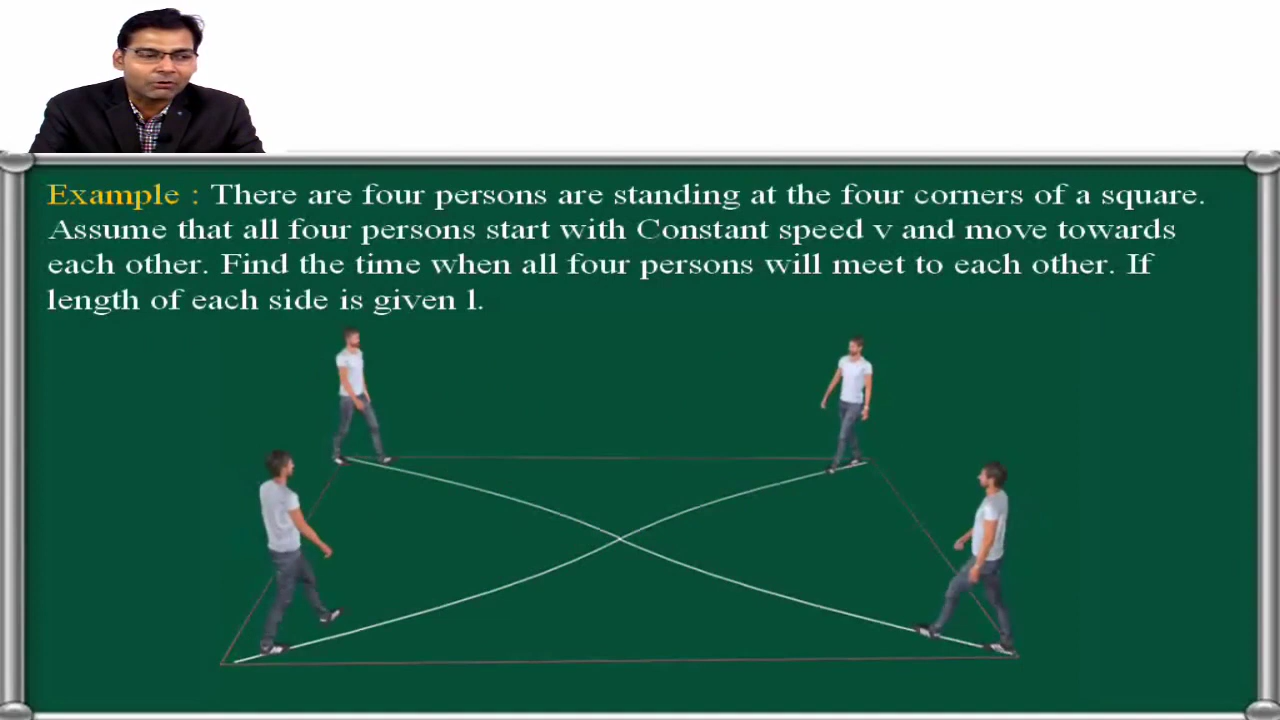 Example : There are four persons are standing at the four corners of a square.
Assume that all four persons start with Constant speed v and move towards
each other. Find the time when all four persons will meet to each other. If
length of each side is given l.